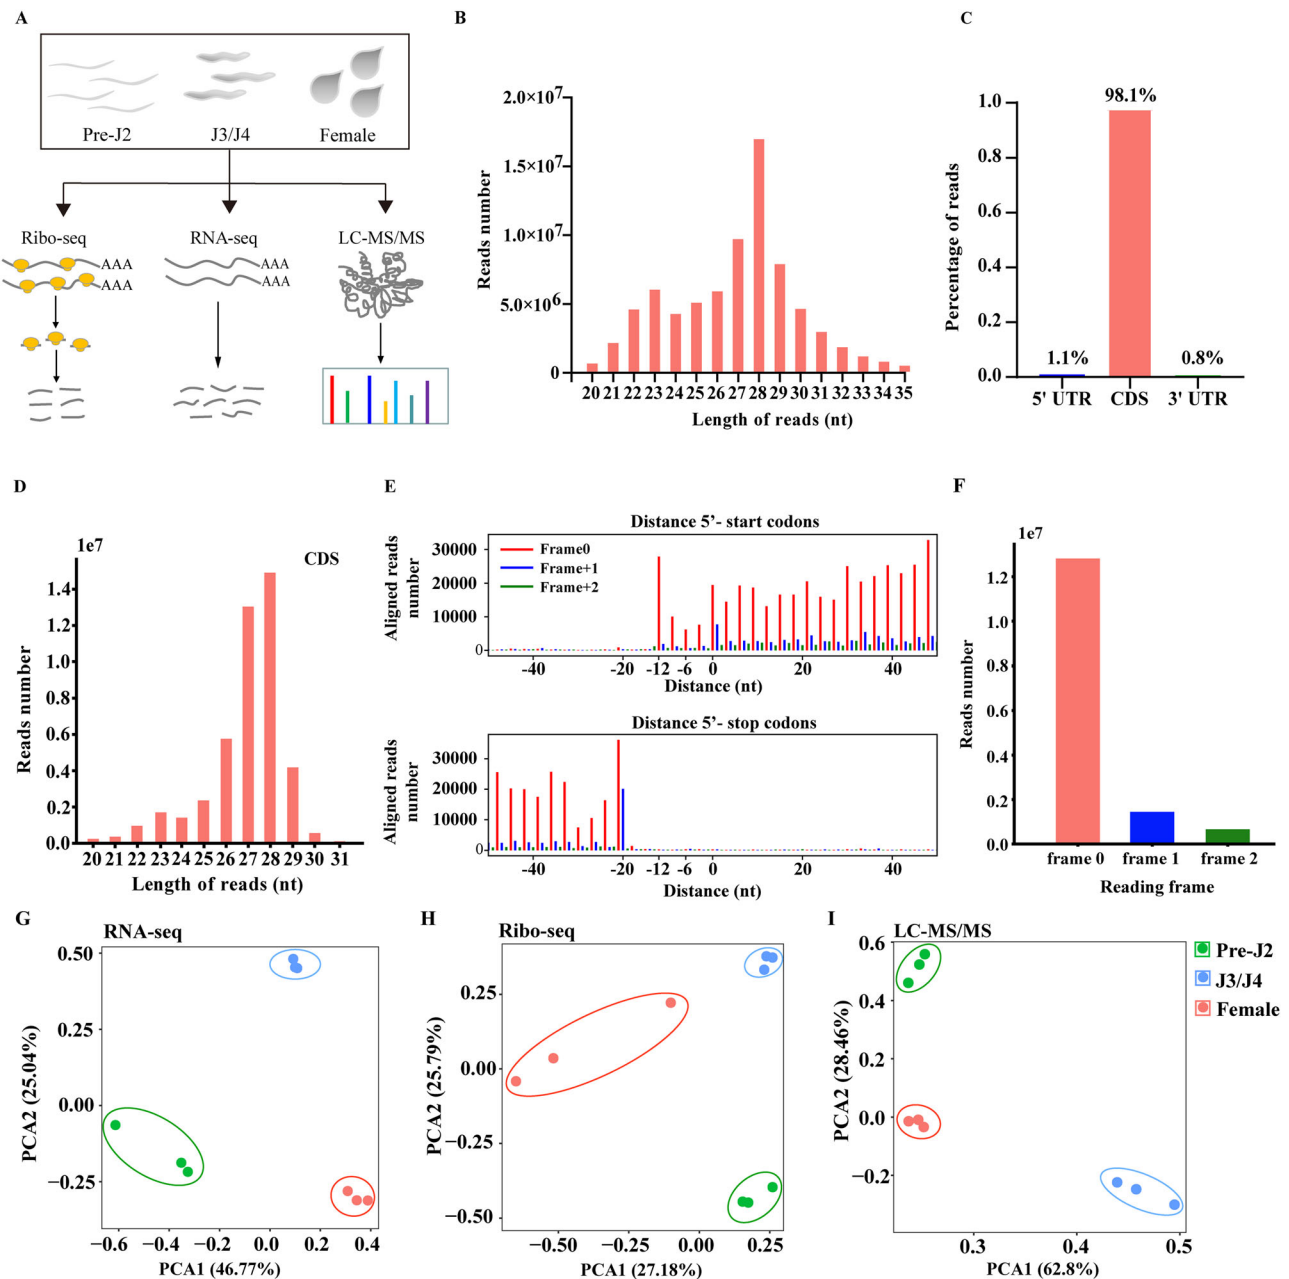 A
Pre-J2
J3/J4
Female
Ribo-seq
RNA-seq
LC-MS/MS
AAA
AAA
AAA
AAA
B
2.0×10⁷
1.5×10⁷
1.0×10⁷
5.0×10⁶
0
Reads number
20 21 22 23 24 25 26 27 28 29 30 31 32 33 34 35
Length of reads (nt)
C
1.0
0.8
0.6
0.4
0.2
0.0
Percentage of reads
98.1%
1.1%
0.8%
5' UTR CDS 3' UTR
D
1e7
CDS
1.4
1.2
1.0
0.8
0.6
0.4
0.2
0.0
Reads number
20 21 22 23 24 25 26 27 28 29 30 31
Length of reads (nt)
E
Distance 5’- start codons
30000
20000
10000
0
Aligned reads
number
Frame0
Frame+1
Frame+2
-40 -20 -12 -6 0 20 40
Distance (nt)
Distance 5’- stop codons
30000
20000
10000
0
Aligned reads
number
-40 -20 -12 -6 0 20 40
Distance (nt)
F
1e7
1.2
1.0
0.8
0.6
0.4
0.2
0.0
Reads number
frame 0 frame 1 frame 2
Reading frame
G
RNA-seq
0.50
0.25
0.00
−0.25
PCA2 (25.04%)
−0.6 −0.4 −0.2 0.0 0.2 0.4
PCA1 (46.77%)
H
Ribo-seq
0.25
0.00
−0.25
−0.50
PCA2 (25.79%)
−0.50 −0.25 0.00 0.25
PCA1 (27.18%)
I
LC-MS/MS
0.6
0.4
0.2
0.0
−0.2
PCA2 (28.46%)
0.3 0.4 0.5
PCA1 (62.8%)
Pre-J2
J3/J4
Female